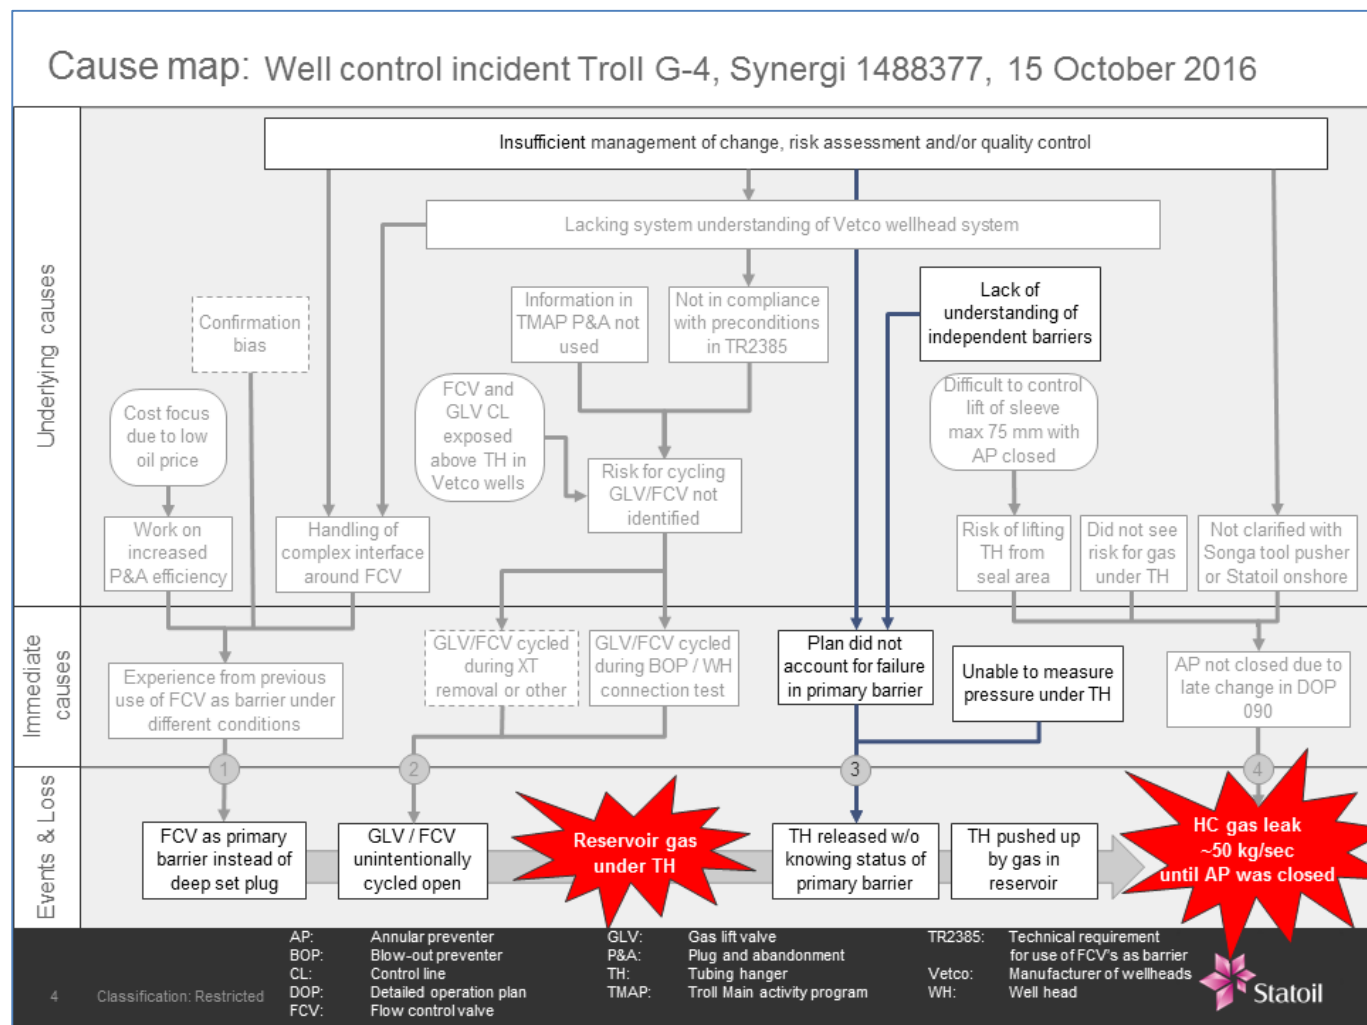 Cause map: Well control incident Troll G-4, Synergi 1488377, 15 October 2016
Underlying causes
Insufficient management of change, risk assessment and/or quality control
Lacking system understanding of Vetco wellhead system
Confirmation
bias
Information in
TMAP P&A not
used
Not in compliance
with preconditions
in TR2385
Lack of
understanding of
independent barriers
Cost focus
due to low
oil price
FCV and
GLV CL
exposed
above TH in
Vetco wells
Difficult to control
lift of sleeve
max 75 mm with
AP closed
Risk for cycling
GLV/FCV not
identified
Work on
increased
P&A efficiency
Handling of
complex interface
around FCV
Risk of lifting
TH from
seal area
Did not see
risk for gas
under TH
Not clarified with
Songa tool pusher
or Statoil onshore
Immediate
causes
Experience from previous
use of FCV as barrier under
different conditions
GLV/FCV cycled
during XT
removal or other
GLV/FCV cycled
during BOP / WH
connection test
Plan did not
account for failure
in primary barrier
Unable to measure
pressure under TH
AP not closed due to
late change in DOP
090
1
2
3
4
Events & Loss
FCV as primary
barrier instead of
deep set plug
GLV / FCV
unintentionally
cycled open
Reservoir gas
under TH
TH released w/o
knowing status of
primary barrier
TH pushed up
by gas in
reservoir
HC gas leak
~50 kg/sec
until AP was closed
AP: Annular preventer
BOP: Blow-out preventer
CL: Control line
DOP: Detailed operation plan
FCV: Flow control valve
GLV: Gas lift valve
P&A: Plug and abandonment
TH: Tubing hanger
TMAP: Troll Main activity program
TR2385: Technical requirement
for use of FCV's as barrier
Vetco: Manufacturer of wellheads
WH: Well head
4 Classification: Restricted
Statoil